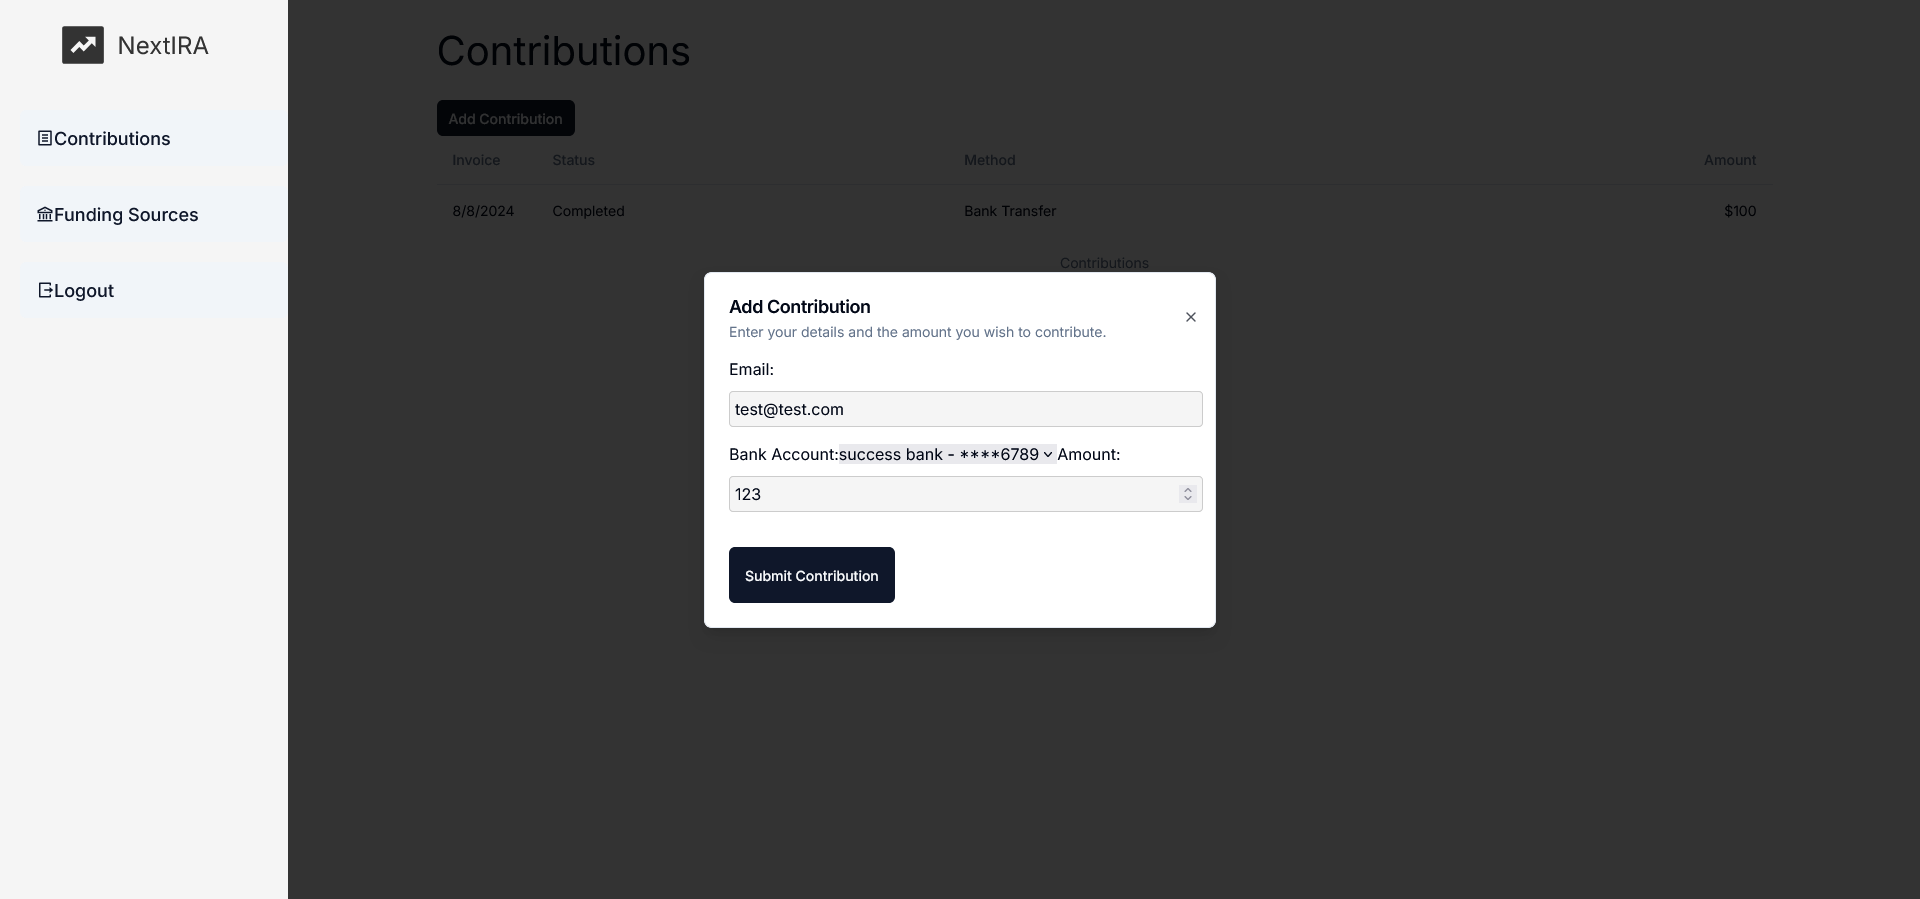 NextIRA
Contributions
Funding Sources
Logout
Contributions
Add Contribution
Invoice Status Method Amount
8/8/2024 Completed Bank Transfer $100
Contributions
Add Contribution
Enter your details and the amount you wish to contribute.
Email:
test@test.com
Bank Account:success bank - ****6789 Amount:
123
Submit Contribution